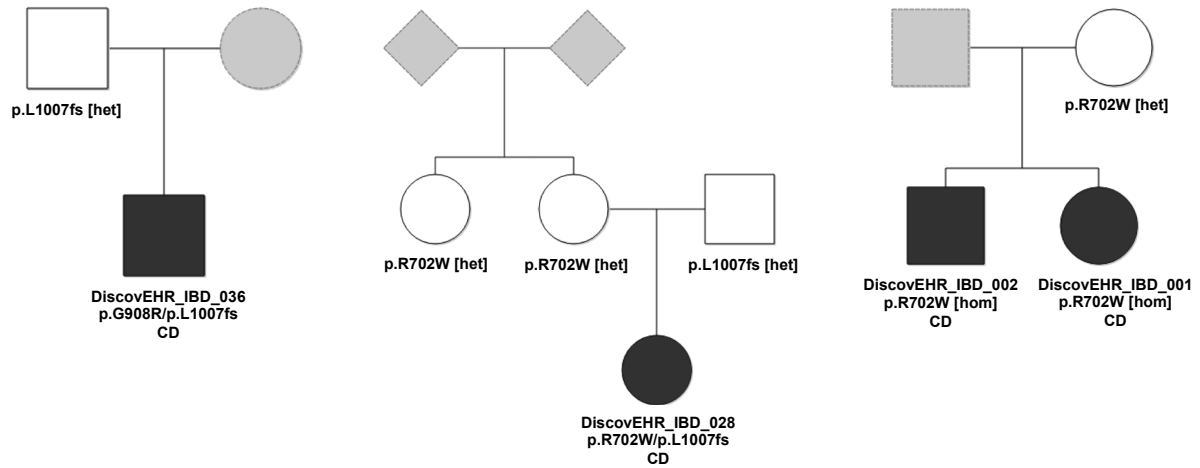 p.L1007fs [het]
DiscovEHR_IBD_036
p.G908R/p.L1007fs
CD
p.R702W [het]
p.R702W [het]
p.L1007fs [het]
DiscovEHR_IBD_028
p.R702W/p.L1007fs
CD
p.R702W [het]
DiscovEHR_IBD_002
p.R702W [hom]
CD
DiscovEHR_IBD_001
p.R702W [hom]
CD